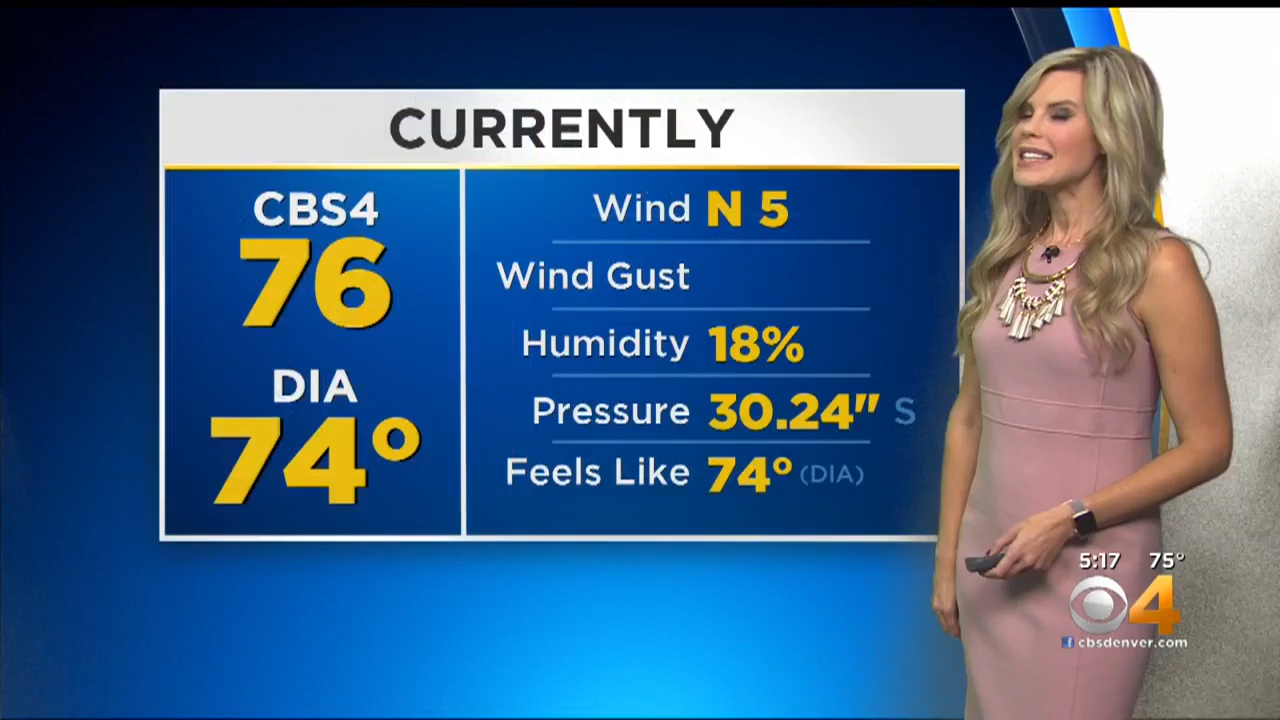 CURRENTLY
CBS4
76
DIA
74°
Wind N 5
Wind Gust
Humidity 18%
Pressure 30.24" S
Feels Like 74° (DIA)
5:17 75°
4
f cbsdenver.com